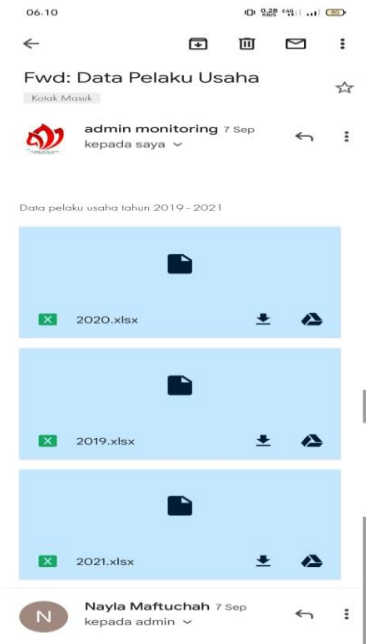 06.10
Fwd: Data Pelaku Usaha
Kotak Masuk
admin monitoring 7 Sep
kepada saya
Data pelaku usaha tahun 2019 - 2021
2020.xlsx
2019.xlsx
2021.xlsx
N
Nayla Maftuchah 7 Sep
kepada admin